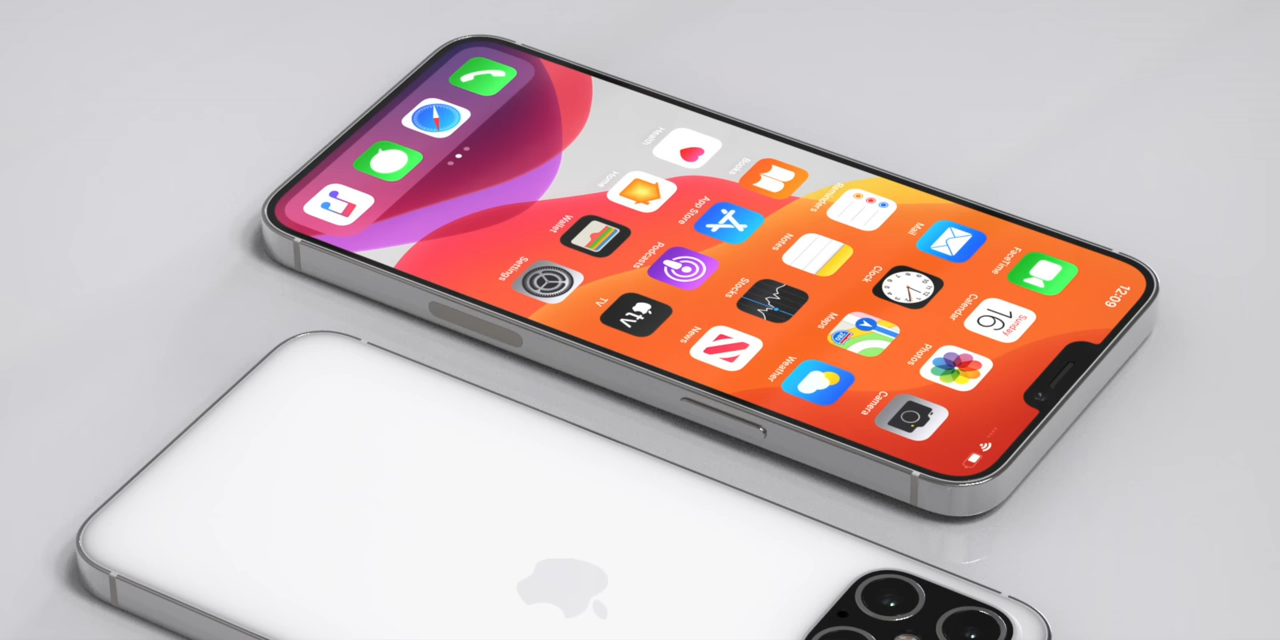 12:09
Sunday
16
FaceTime Calendar Photos Camera
Mail Clock Maps Weather
tv
Reminders Notes Stocks News
Books App Store Podcasts TV
Health Home Wallet Settings